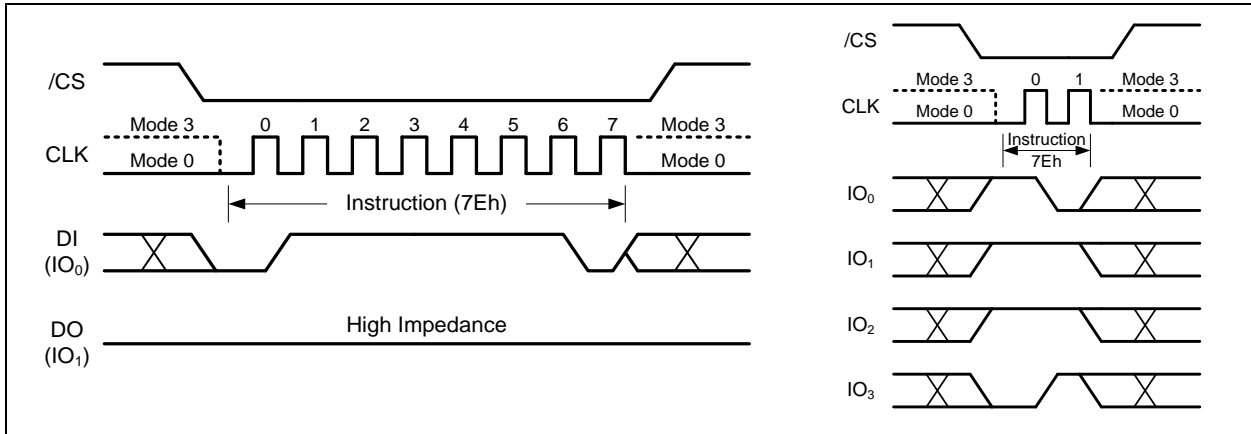 /CS
Mode 3 0 1 2 3 4 5 6 7 Mode 3
CLK
Mode 0 Mode 0
Instruction (7Eh)
DI
(IO₀)
High Impedance
DO
(IO₁)
/CS
Mode 3 0 1 Mode 3
CLK
Mode 0 Mode 0
Instruction
7Eh
IO₀
IO₁
IO₂
IO₃